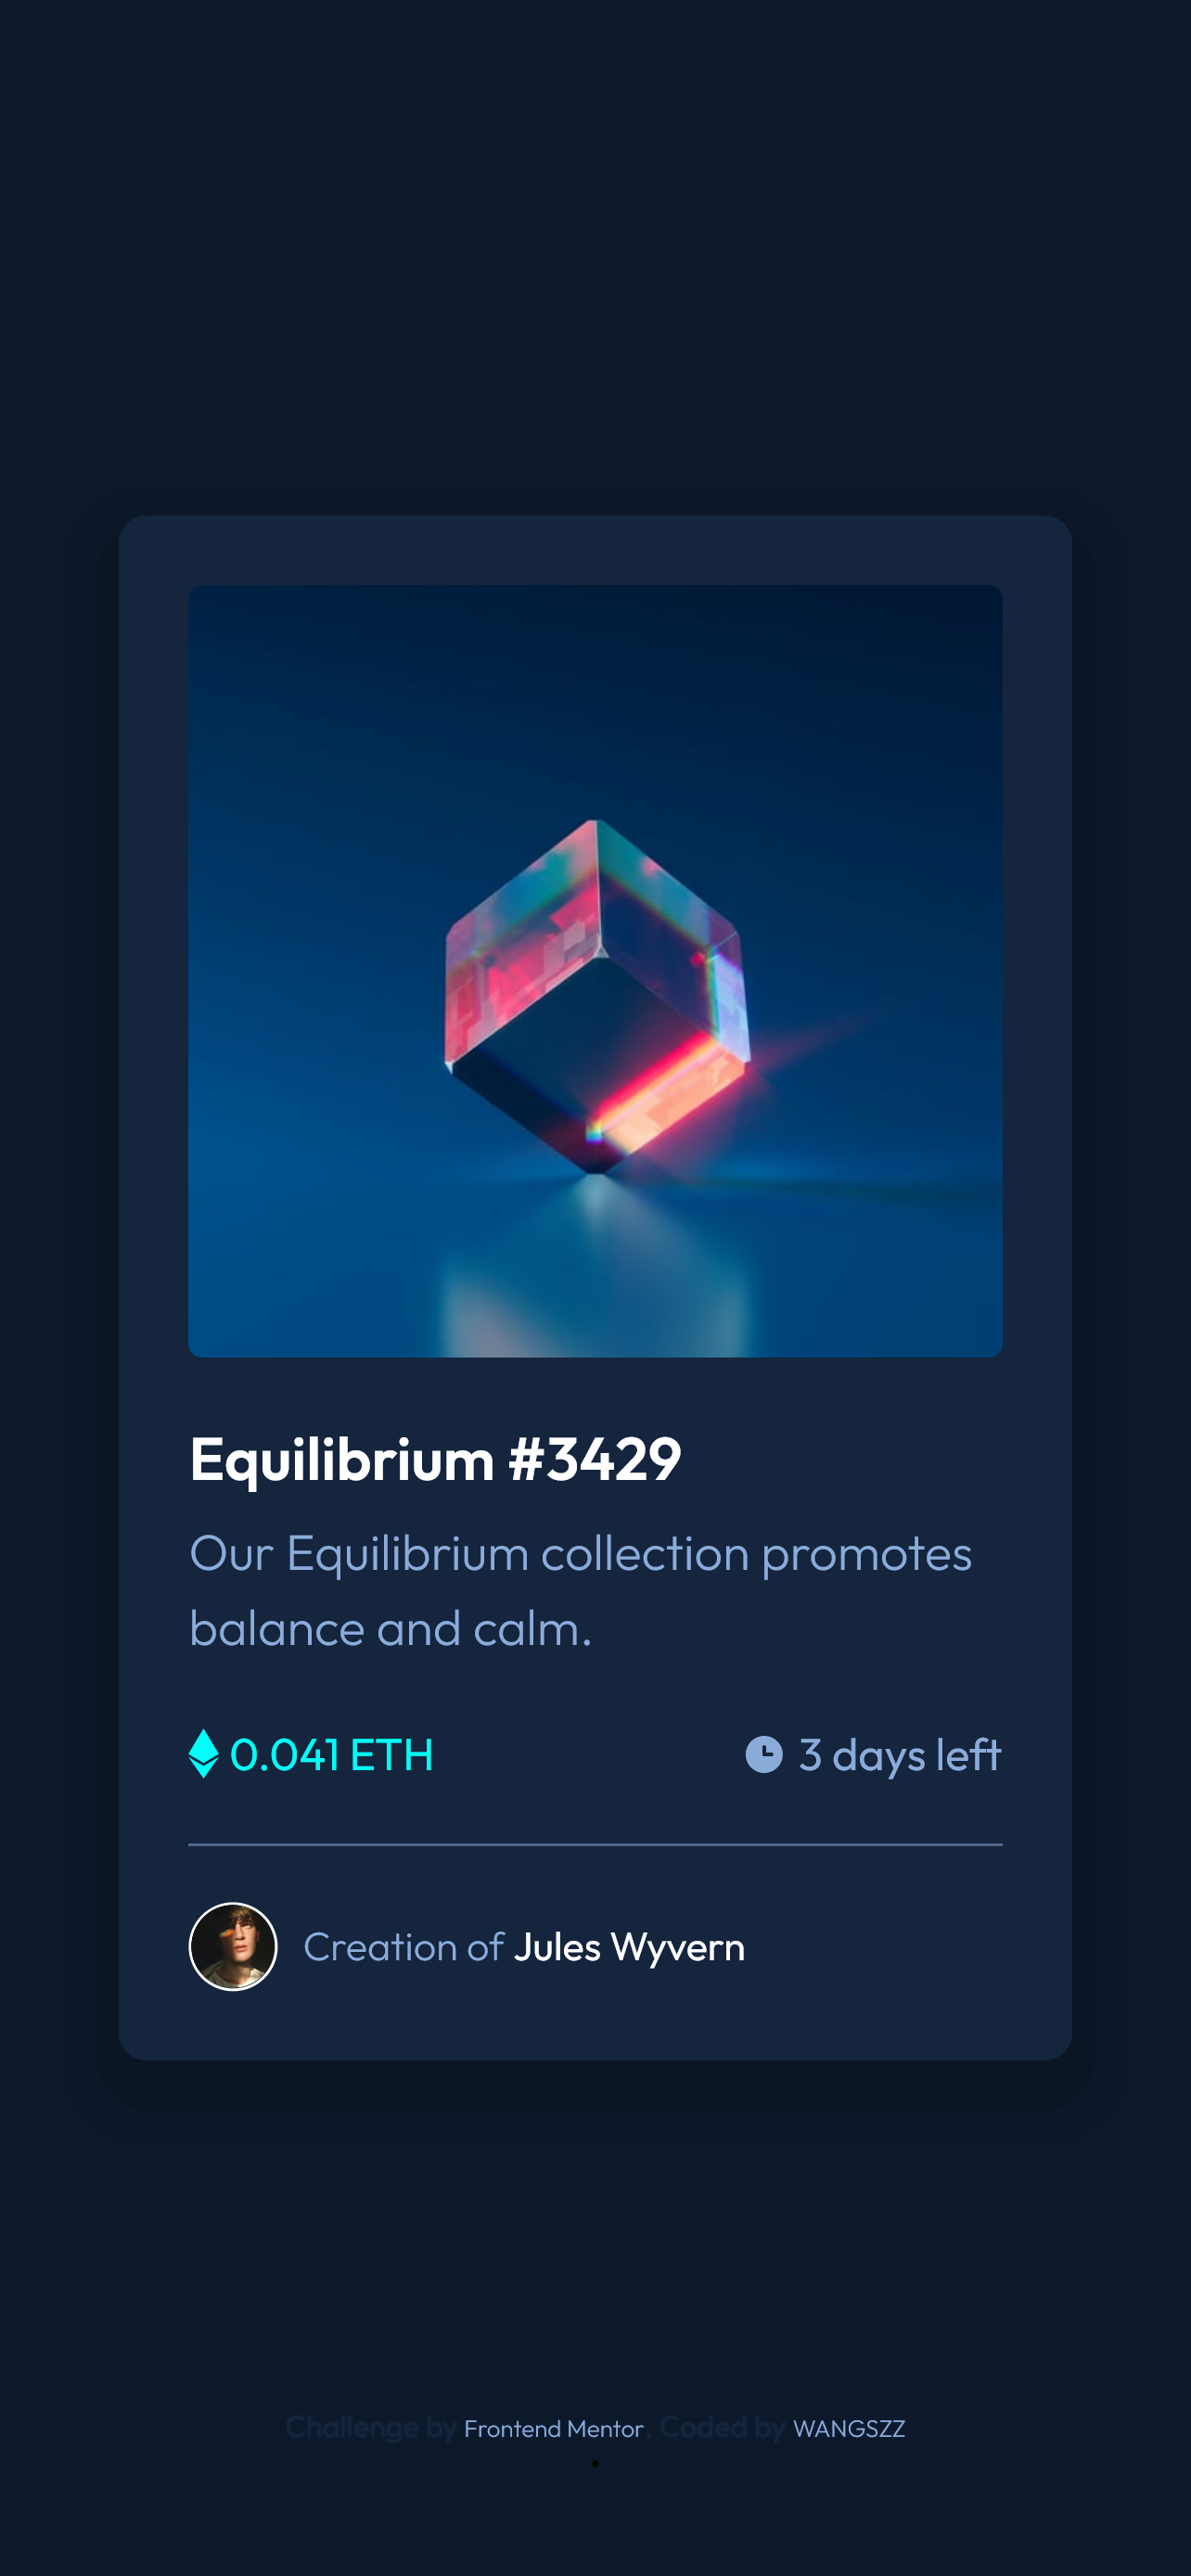 Equilibrium #3429
Our Equilibrium collection promotes
balance and calm.
0.041 ETH
3 days left
Creation of Jules Wyvern
Challenge by Frontend Mentor. Coded by WANGSZZ
.